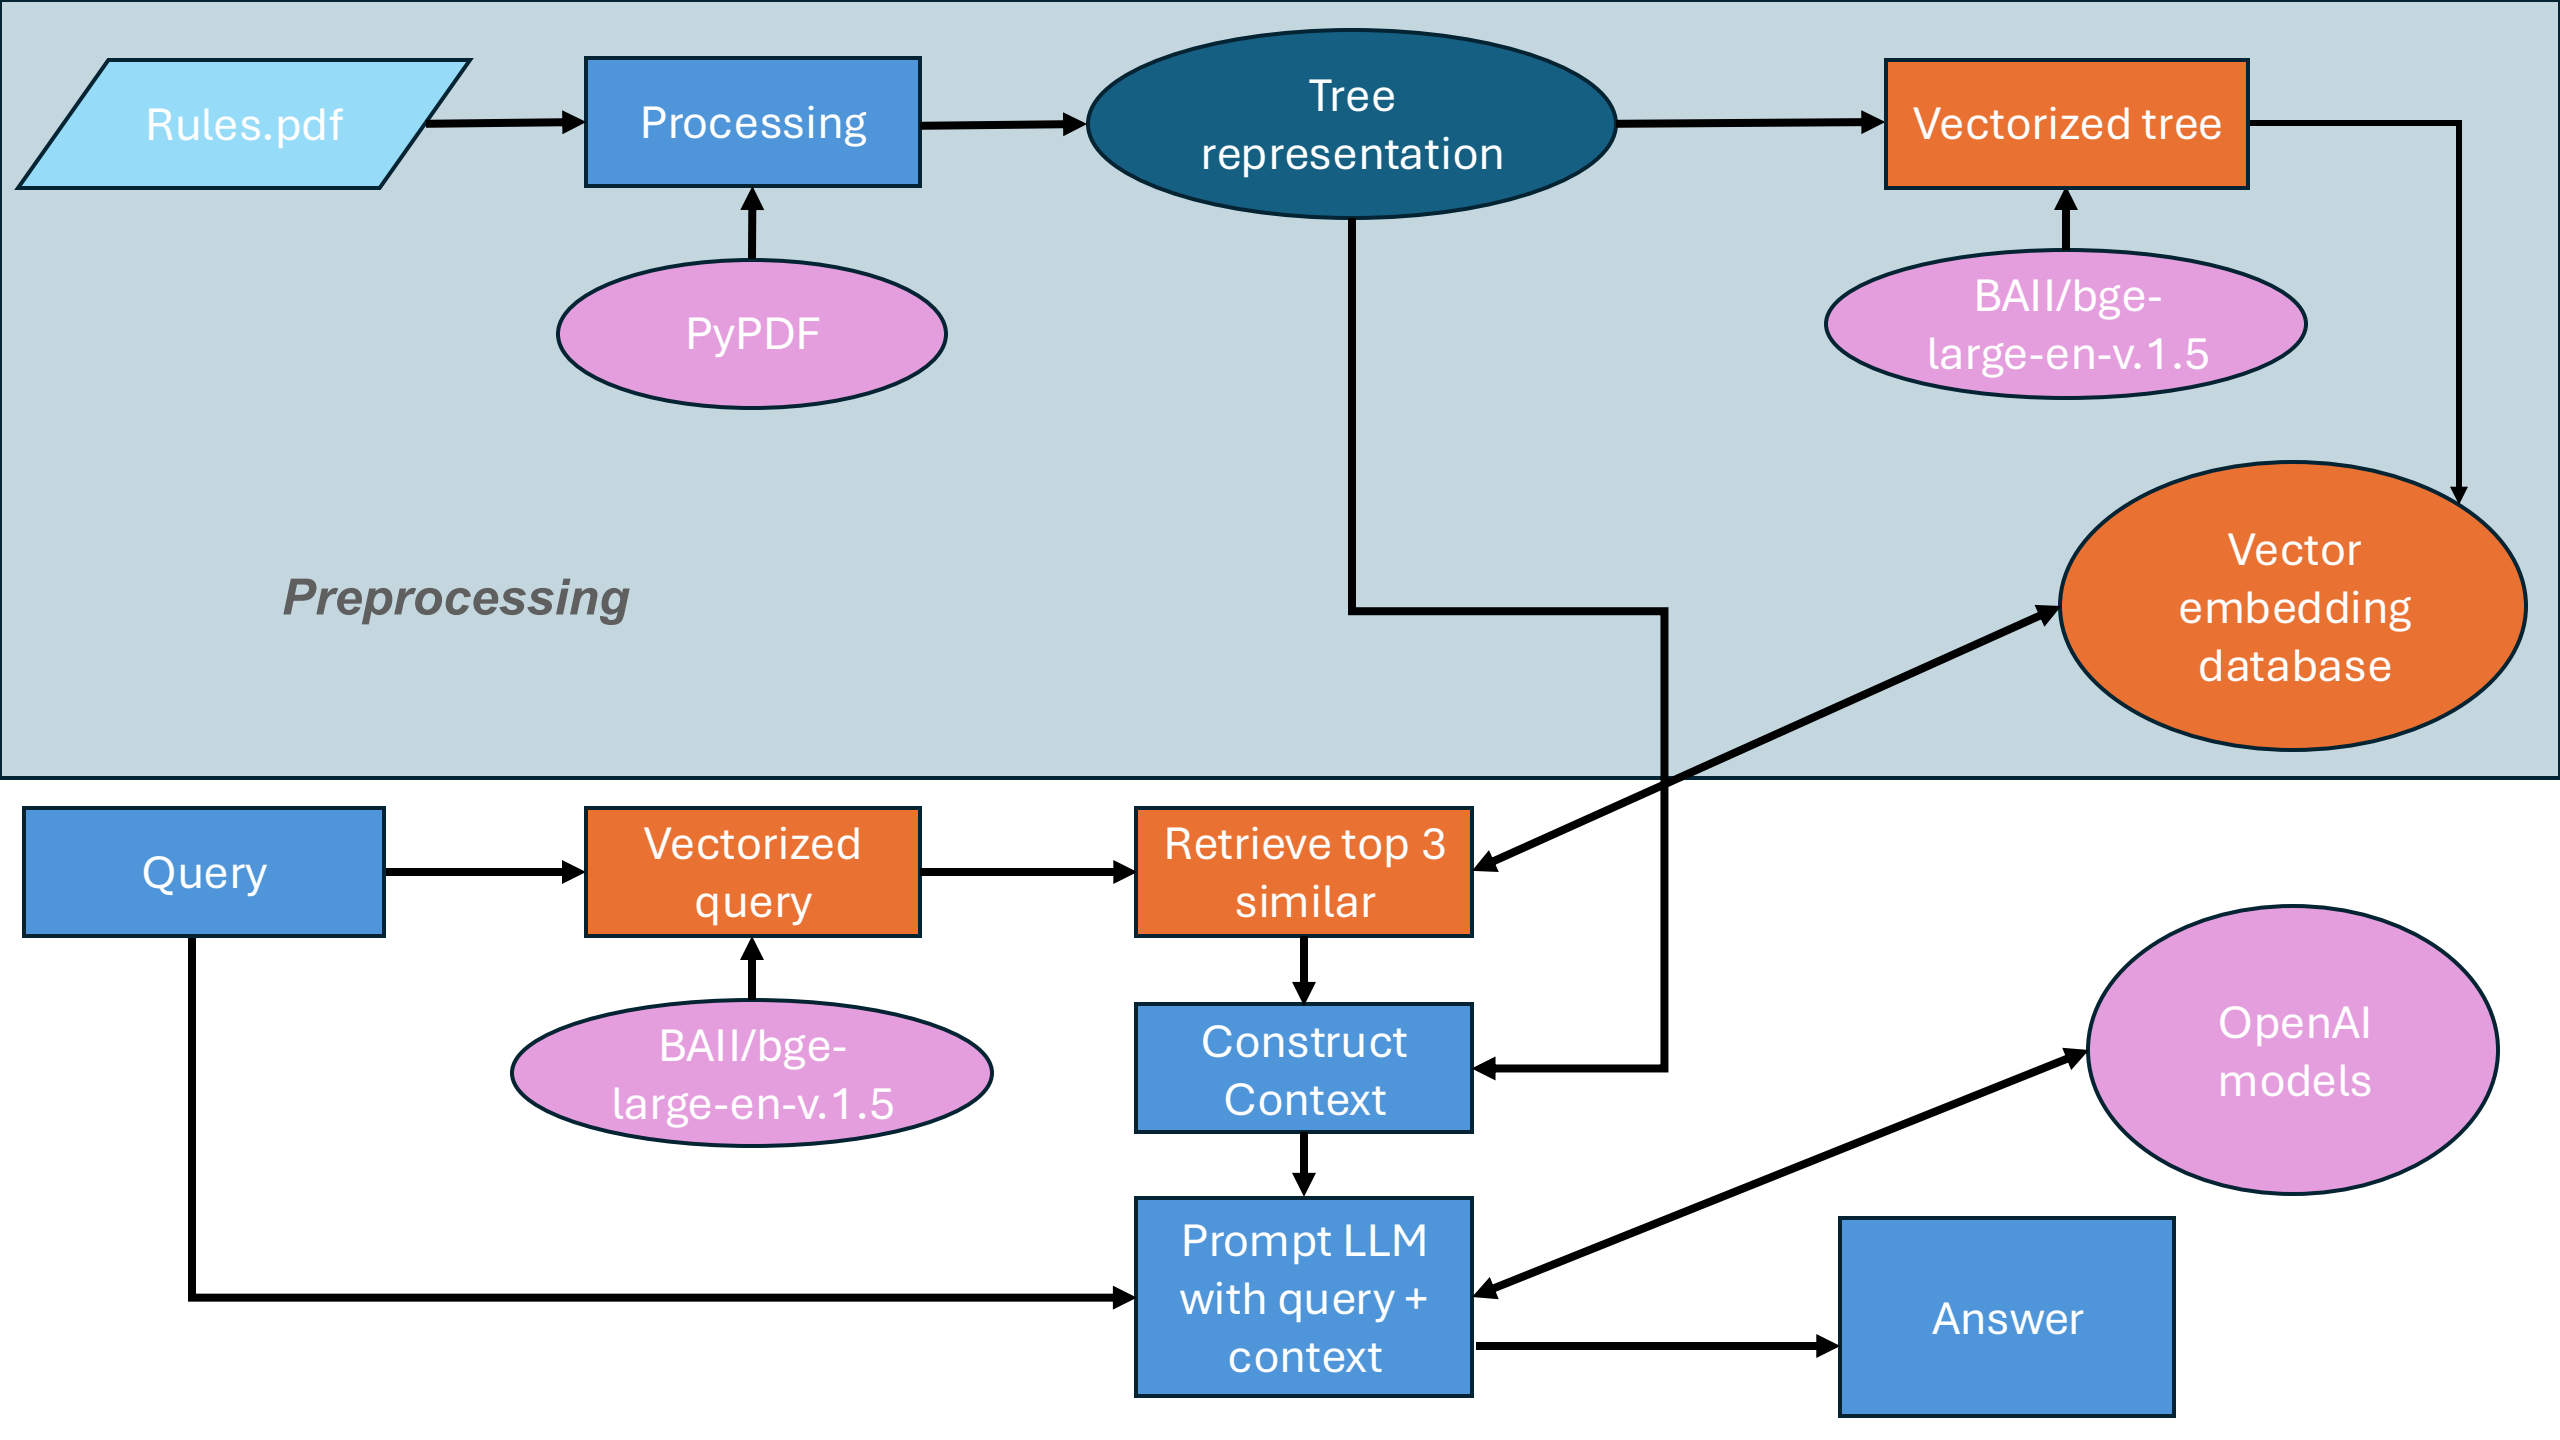 Rules.pdf
Processing
Tree
representation
Vectorized tree
PyPDF
BAII/bge-
large-en-v.1.5
Vector
embedding
database
Preprocessing
Query
Vectorized
query
Retrieve top 3
similar
BAII/bge-
large-en-v.1.5
Construct
Context
OpenAI
models
Prompt LLM
with query +
context
Answer